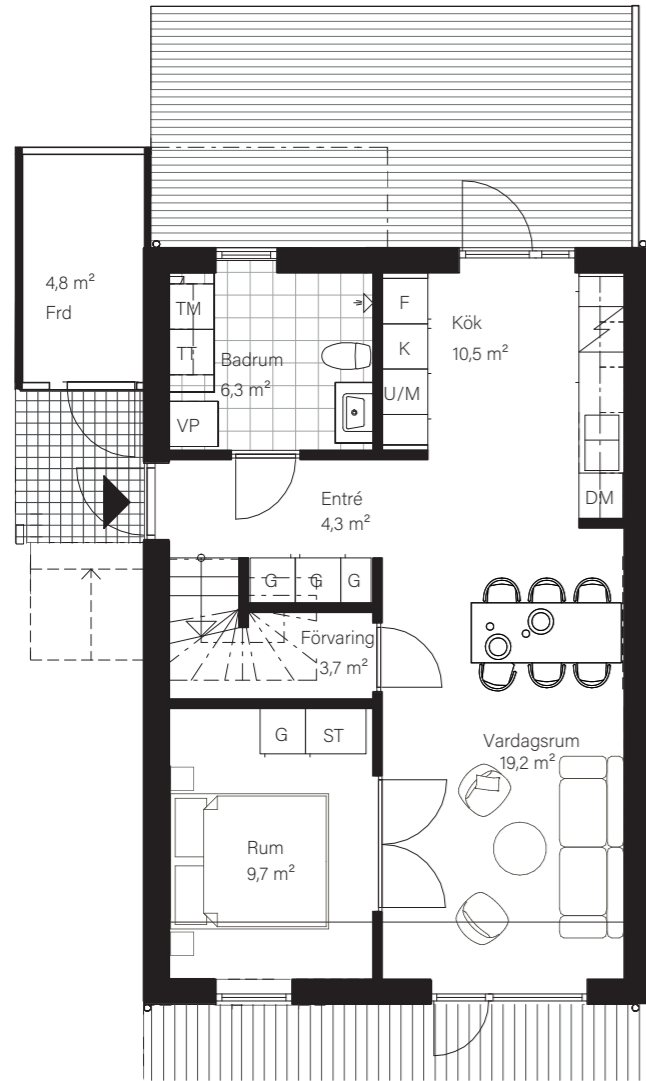 4,8 m²
Frd
TM
TT
VP
Badrum
6,3 m²
F
K
U/M
Kök
10,5 m²
DM
Entré
4,3 m²
G
G
G
Förvaring
3,7 m²
G
ST
Vardagsrum
19,2 m²
Rum
9,7 m²